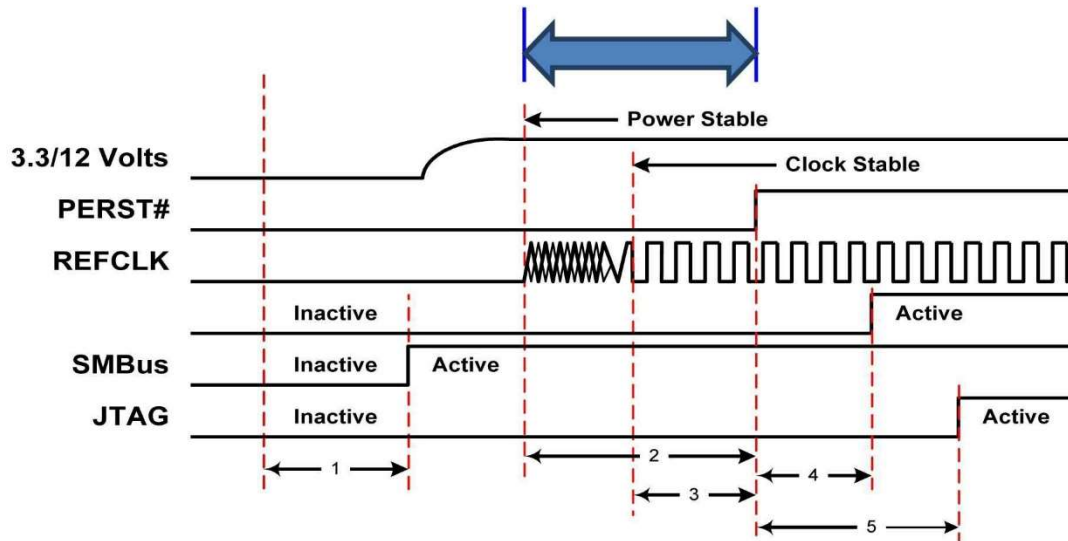 Power Stable
3.3/12 Volts
Clock Stable
PERST#
REFCLK
Inactive Active
SMBus Inactive Active
JTAG Inactive Active
1 2 4
3
5